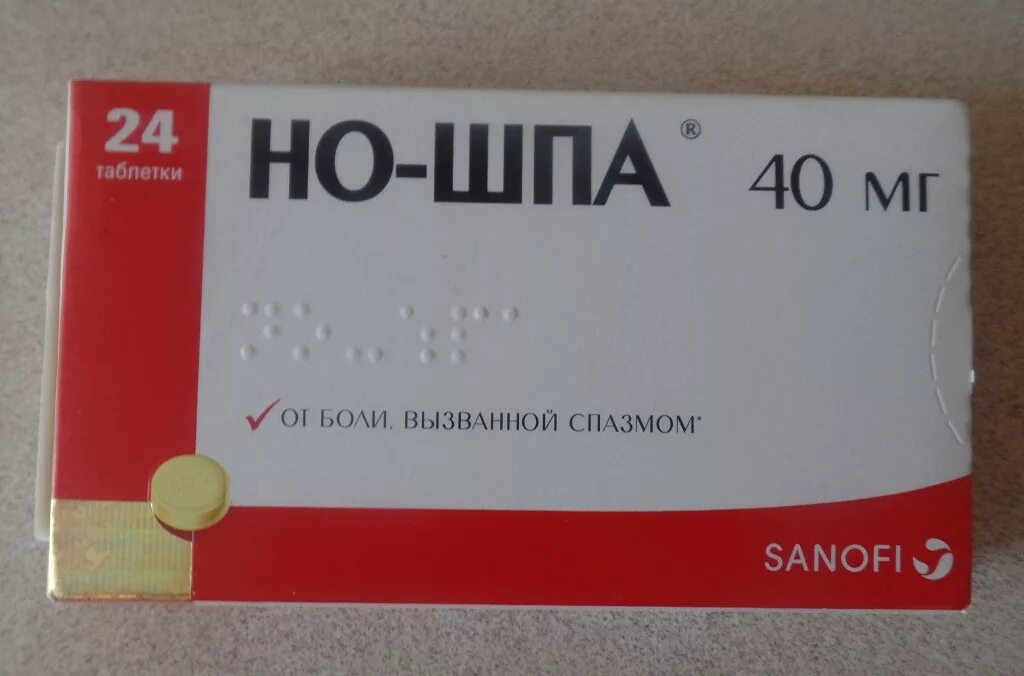 24
таблетки
НО-ШПА ® 40 мг
ОТ БОЛИ, ВЫЗВАННОЙ СПАЗМОМ*
SANOFI